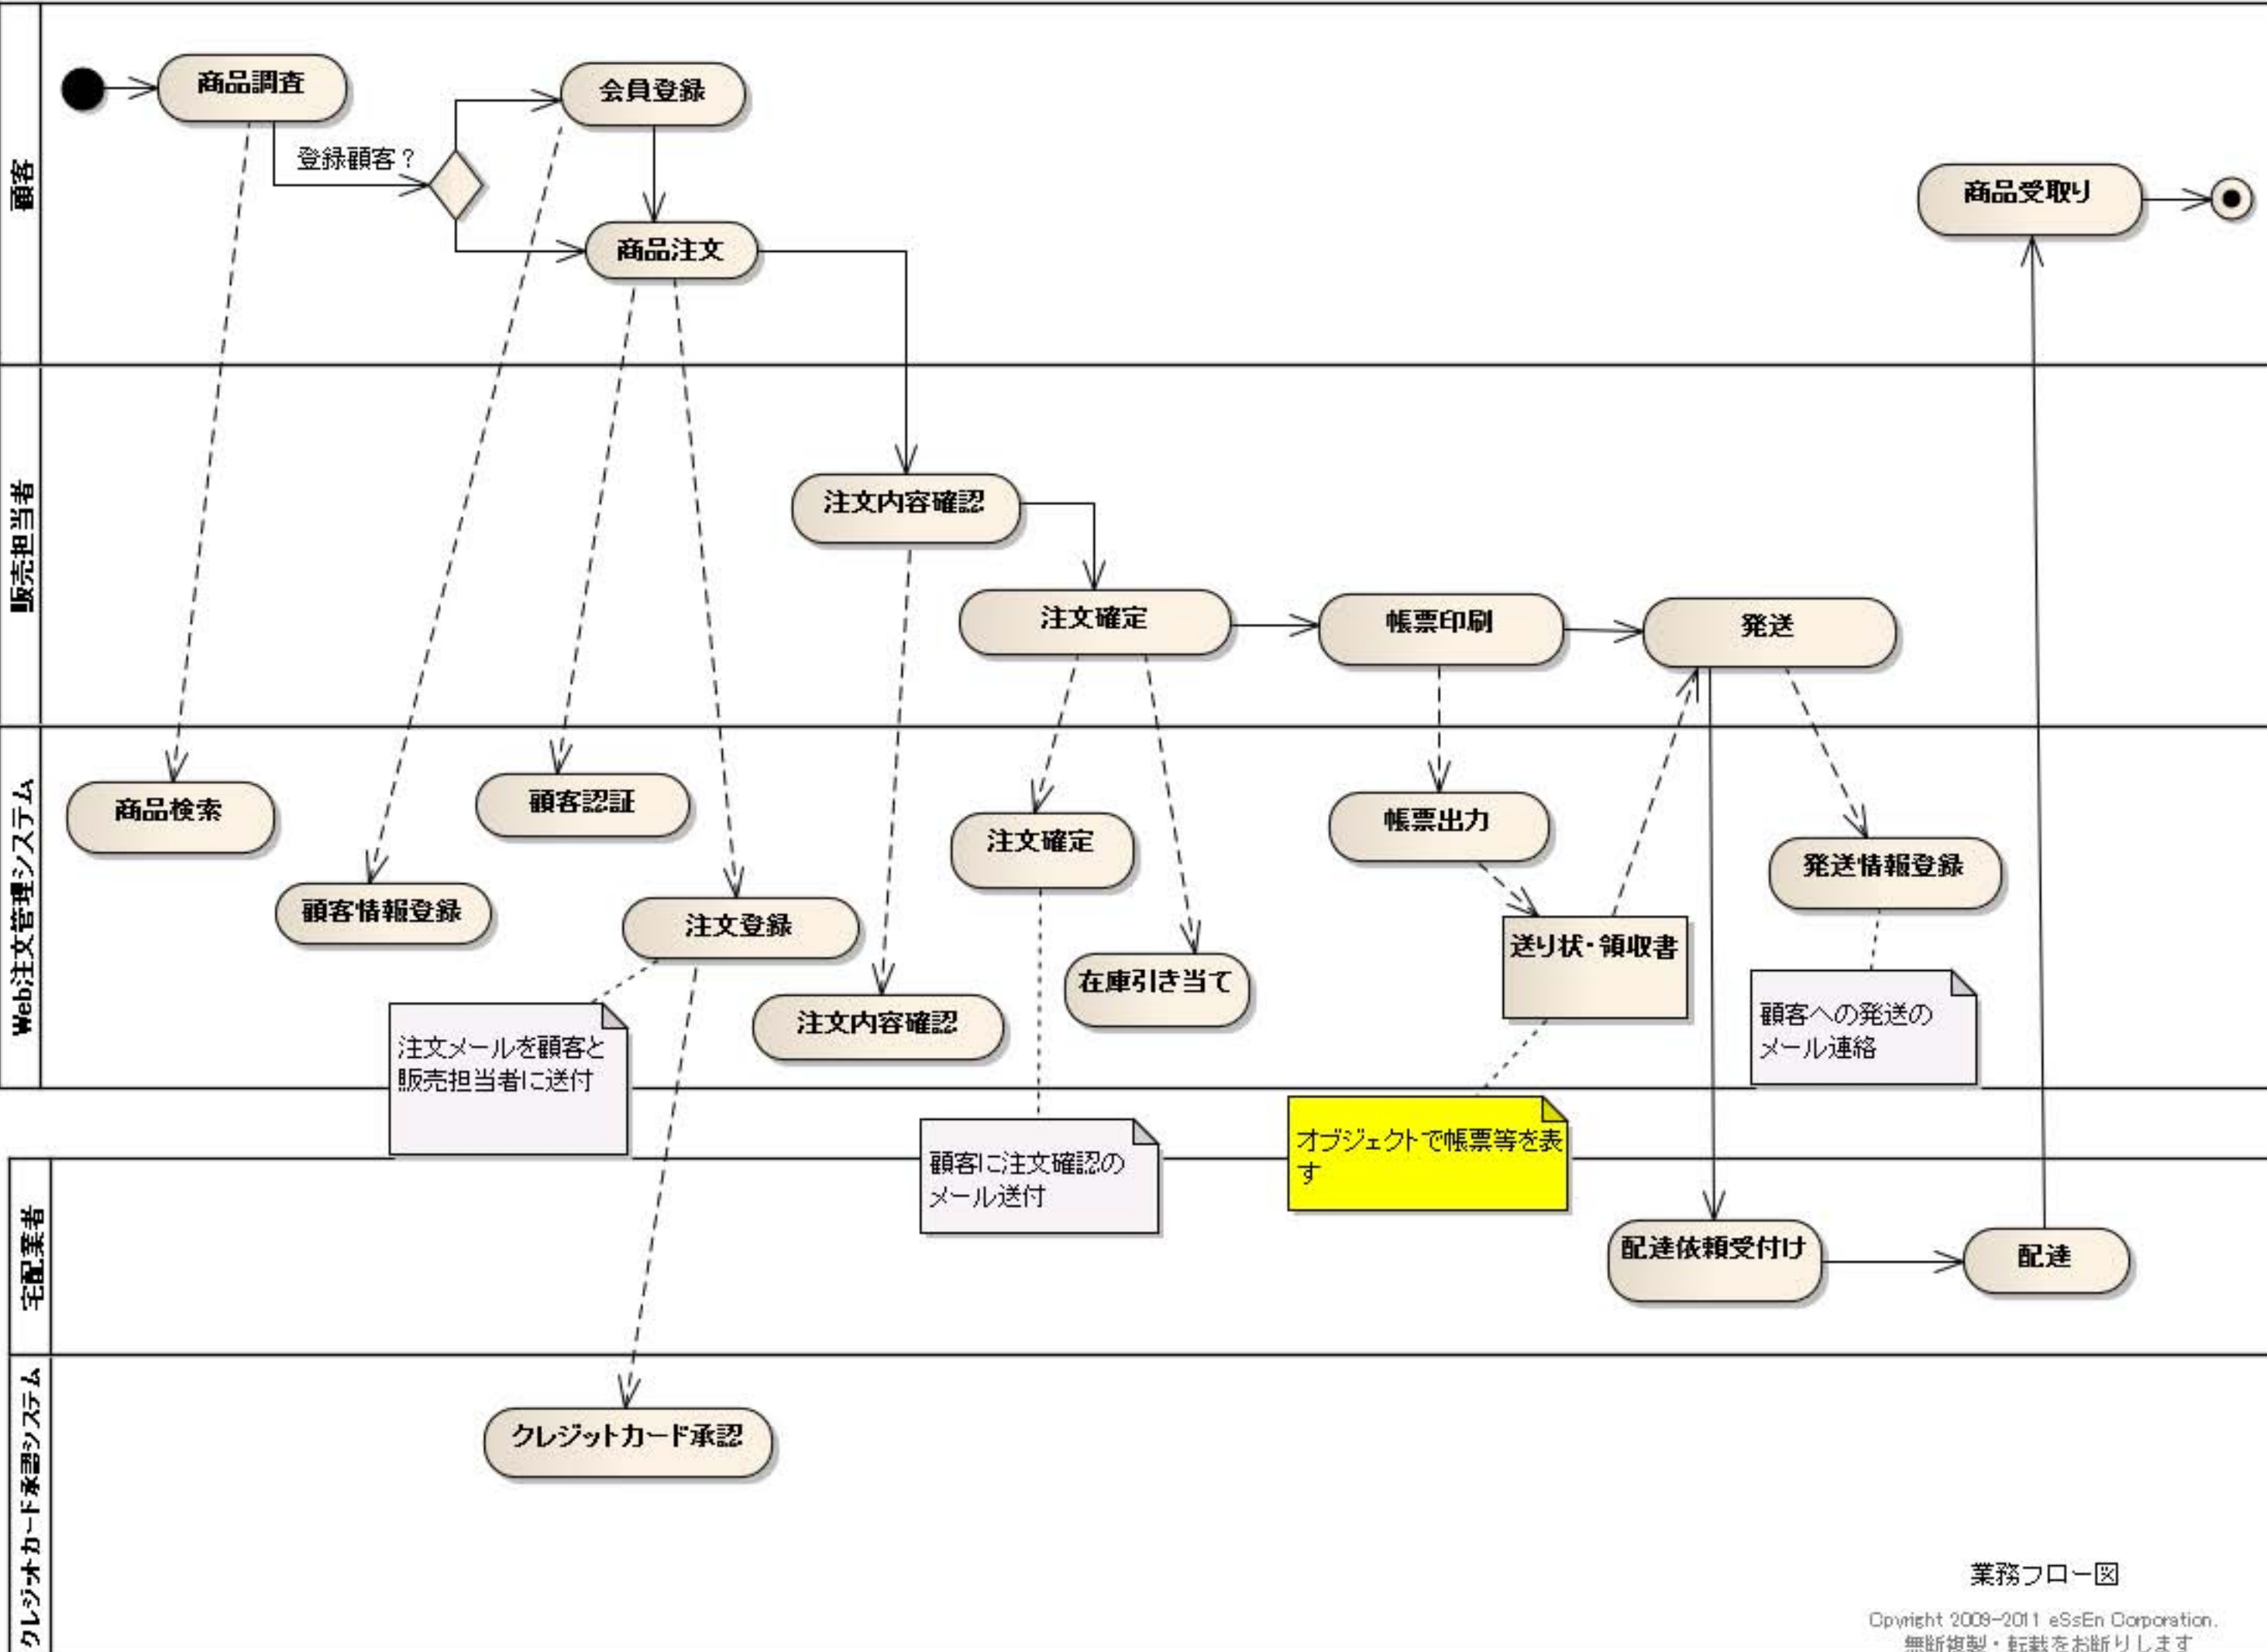 顧客
商品調査
会員登録
登録顧客？
商品注文
商品受取り
販売担当者
注文内容確認
注文確定
帳票印刷
発送
Web注文管理システム
商品検索
顧客情報登録
顧客認証
注文登録
注文内容確認
注文確定
在庫引き当て
帳票出力
送り状・領収書
発送情報登録
注文メールを顧客と
販売担当者に送付
顧客に注文確認の
メール送付
オブジェクトで帳票等を表
す
顧客への発送の
メール連絡
宅配業者
配達依頼受付け
配達
クレジットカード承認システム
クレジットカード承認
業務フロー図
Opyright 2009-2011 eSsEn Corporation.
無断複製・転載をお断りします